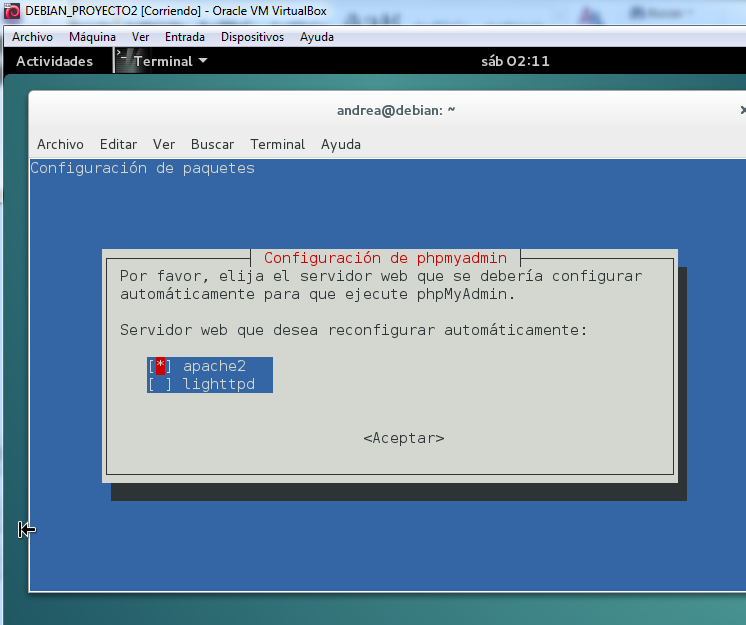 DEBIAN_PROYECTO2 [Corriendo] - Oracle VM VirtualBox
Archivo Máquina Ver Entrada Dispositivos Ayuda
Actividades Terminal sáb 02:11
andrea@debian: ~
Archivo Editar Ver Buscar Terminal Ayuda
Configuración de paquetes
Configuración de phpmyadmin
Por favor, elija el servidor web que se debería configurar
automáticamente para que ejecute phpMyAdmin.
Servidor web que desea reconfigurar automáticamente:
[*] apache2
[ ] lighttpd
<Aceptar>